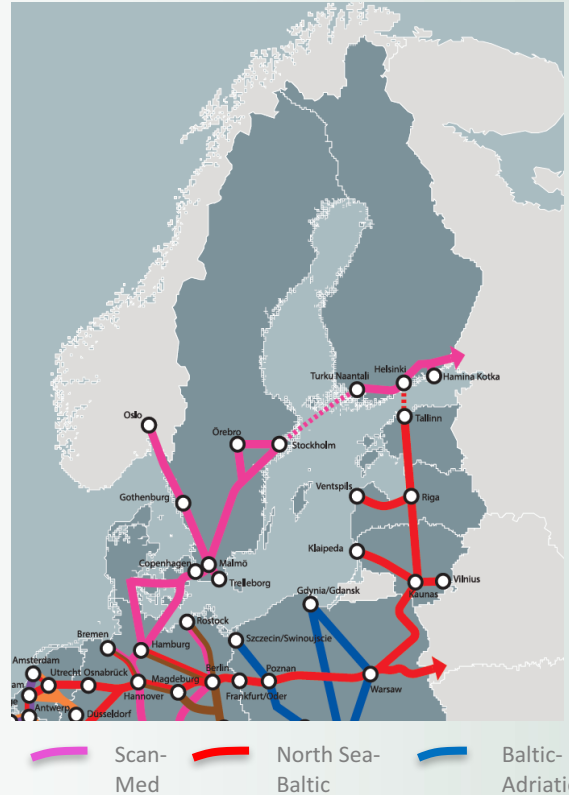 Turku Naantali
Helsinki
Hamina Kotka
Oslo
Örebro
Stockholm
Tallinn
Gothenburg
Ventspils
Riga
Klaipeda
Copenhagen
Malmö
Trelleborg
Kaunas
Vilnius
Gdynia/Gdansk
Rostock
Bremen
Hamburg
Szczecin/Swinoujscie
Amsterdam
Utrecht
Osnabrück
Magdeburg
Berlin
Poznan
am
Hannover
Frankfurt/Oder
Warsaw
Antwerp
Düsseldorf
Scan-
Med
North Sea-
Baltic
Baltic-
Adriatic